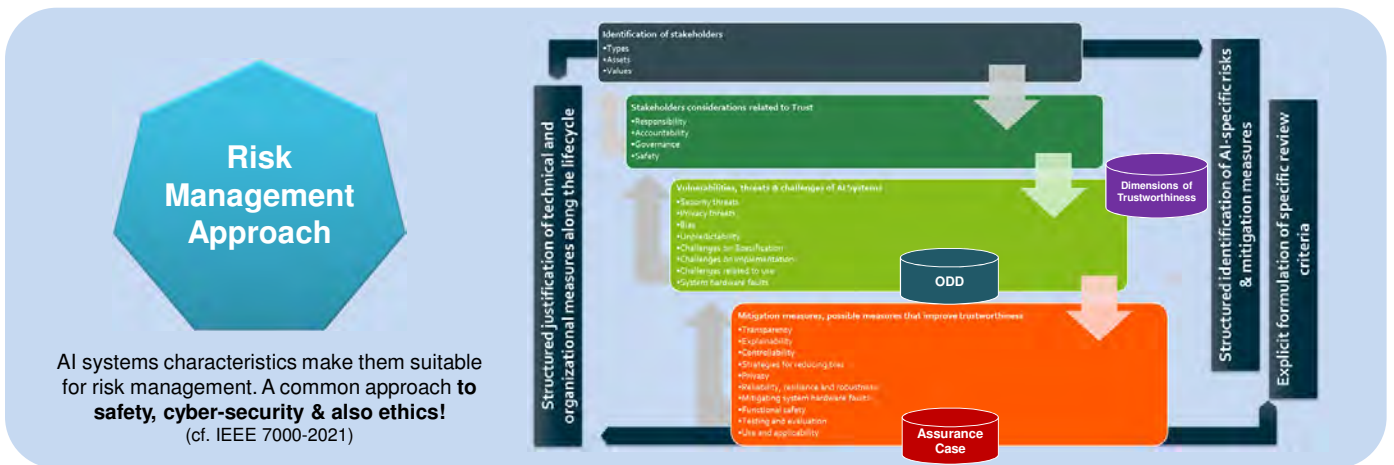 Risk
Management
Approach
AI systems characteristics make them suitable
for risk management. A common approach to
safety, cyber-security & also ethics!
(cf. IEEE 7000-2021)
Structured justification of technical and
organizational measures along the lifecycle
Identification of stakeholders
•Types
•Assets
•Values
Stakeholders considerations related to Trust
•Responsibility
•Accountability
•Governance
•Safety
Vulnerabilities, threats & challenges of AI systems
•Security threats
•Privacy threats
•Bias
•Unpredictability
•Challenges on Specification
•Challenges on implementation
•Challenges related to use
•System hardware faults
ODD
Mitigation measures, possible measures that improve trustworthiness
•Transparency
•Explainability
•Controllability
•Strategies for reducing bias
•Privacy
•Reliability, resilience and robustness
•Mitigating system hardware faults
•Functional safety
•Testing and evaluation
•Use and applicability
Assurance
Case
Dimensions of
Trustworthiness
Structured identification of AI-specific risks
& mitigation measures
Explicit formulation of specific review
criteria